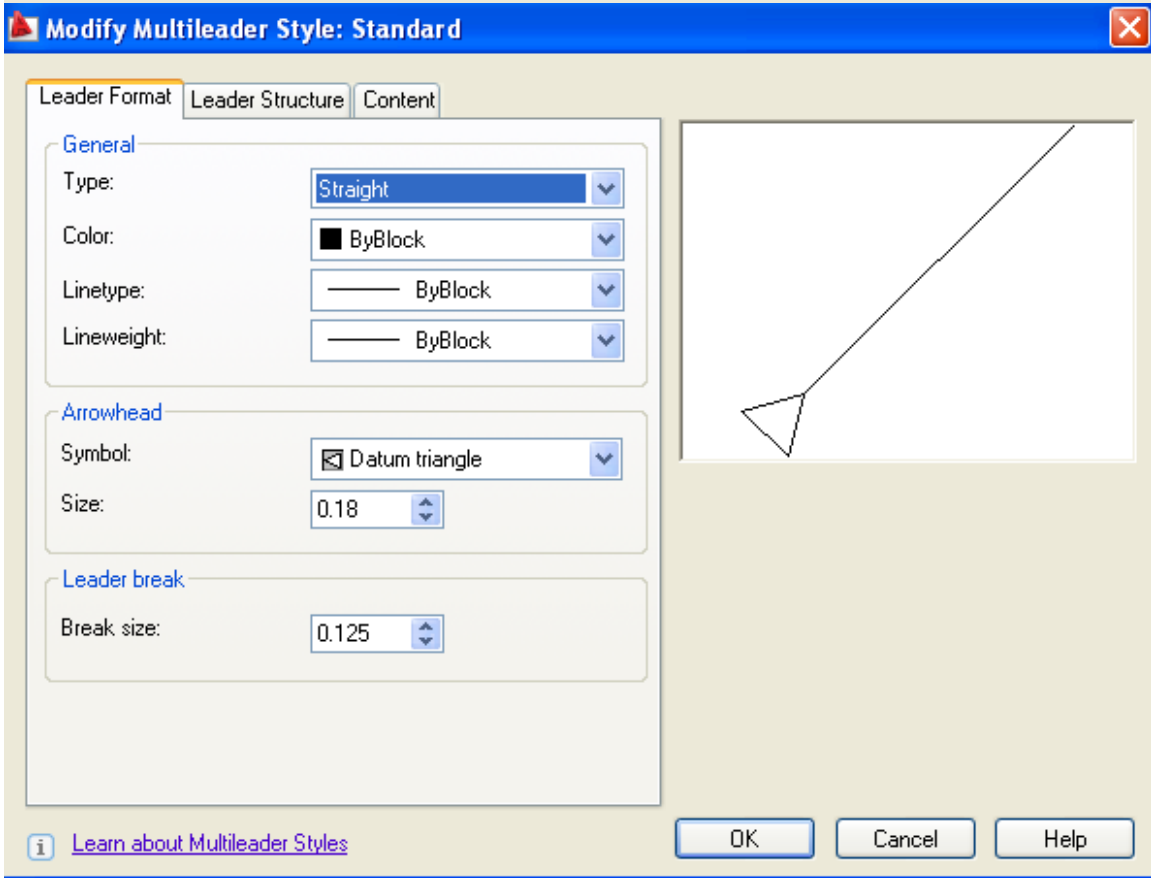 Modify Multileader Style: Standard
Leader Format Leader Structure Content
General
Type: Straight
Color: ByBlock
Linetype: ByBlock
Lineweight: ByBlock
Arrowhead
Symbol: Datum triangle
Size: 0.18
Leader break
Break size: 0.125
Learn about Multileader Styles OK Cancel Help